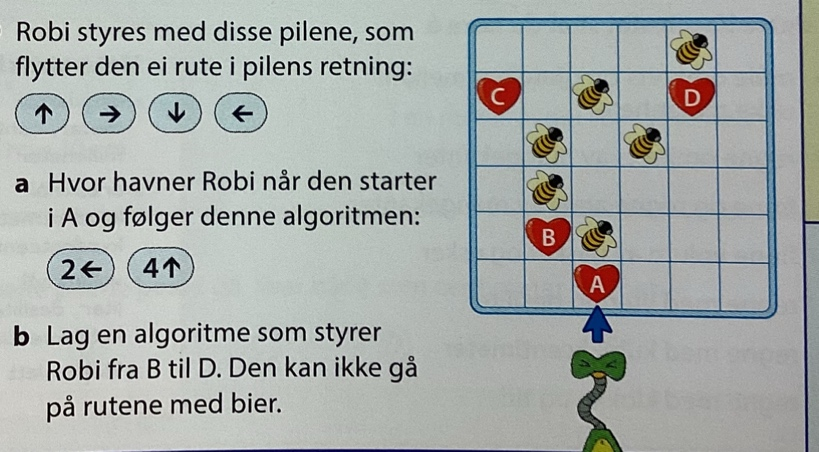 Robi styres med disse pilene, som
flytter den ei rute i pilens retning:
↑ → ↓ ←
a Hvor havner Robi når den starter
i A og følger denne algoritmen:
2← 4↑
b Lag en algoritme som styrer
Robi fra B til D. Den kan ikke gå
på rutene med bier.
C D
B
A